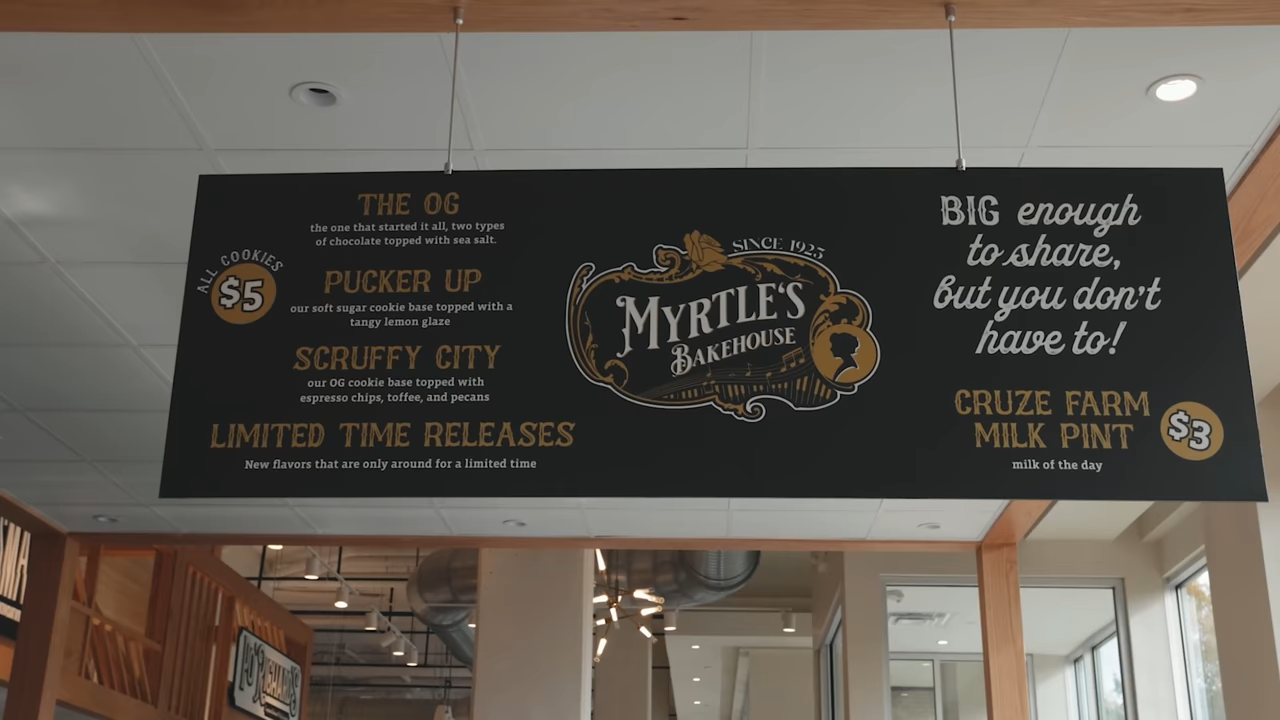 THE OG
the one that started it all, two types
of chocolate topped with sea salt.
ALL COOKIES
$5
PUCKER UP
our soft sugar cookie base topped with a
tangy lemon glaze
SCRUFFY CITY
our OG cookie base topped with
espresso chips, toffee, and pecans
LIMITED TIME RELEASES
New flavors that are only around for a limited time
SINCE 1925
MYRTLE'S
BAKEHOUSE
BIG enough
to share,
but you don't
have to!
CRUZE FARM
MILK PINT
$3
milk of the day